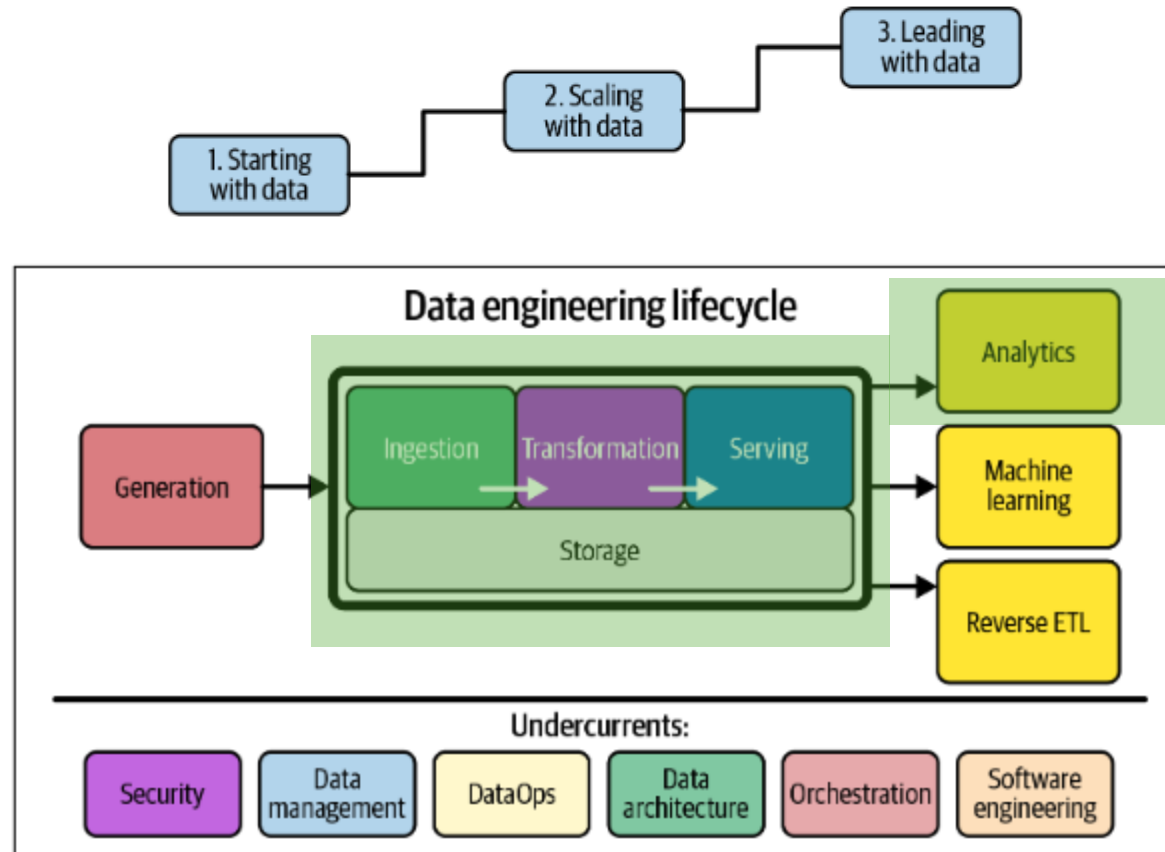 3. Leading
with data
2. Scaling
with data
1. Starting
with data
Data engineering lifecycle
Analytics
Ingestion
Transformation
Serving
Generation
Machine
learning
Storage
Reverse ETL
Undercurrents:
Security
Data
management
DataOps
Data
architecture
Orchestration
Software
engineering